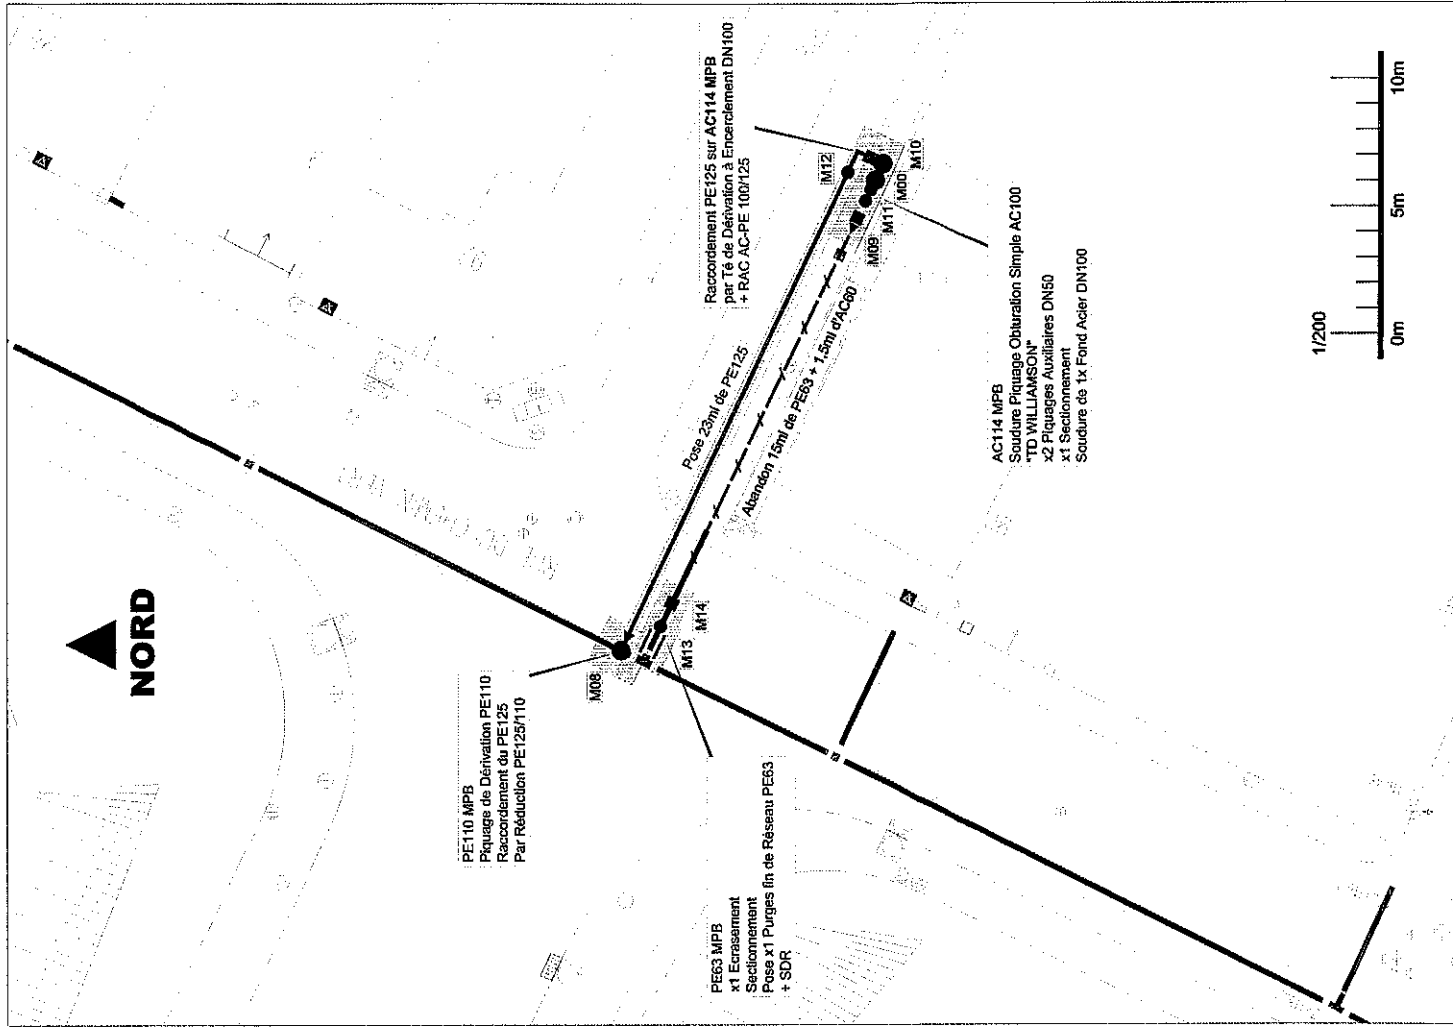 NORD
Raccordement PE125 sur AC114 MPB
par Té de Dérivation à Encerclement DN100
+ RAC AC-PE 100/125
M12
M10
M00
M11
M09
Pose 23ml de PE125
Abandon 15ml de PE63 + 1,5ml d'AC60
AC114 MPB
Soudure Piquage Obturation Simple AC100
"TD WILLIAMSON"
x2 Piquages Auxiliaires DN50
x1 Sectionnement
Soudure de 1x Fond Acier DN100
M08
M14
M13
PE110 MPB
Piquage de Dérivation PE110
Raccordement du PE125
Par Réduction PE125/110
PE63 MPB
x1 Ecrasement
Sectionnement
Pose x1 Purges fin de Réseau PE63
+ SDR
1/200
0m
5m
10m